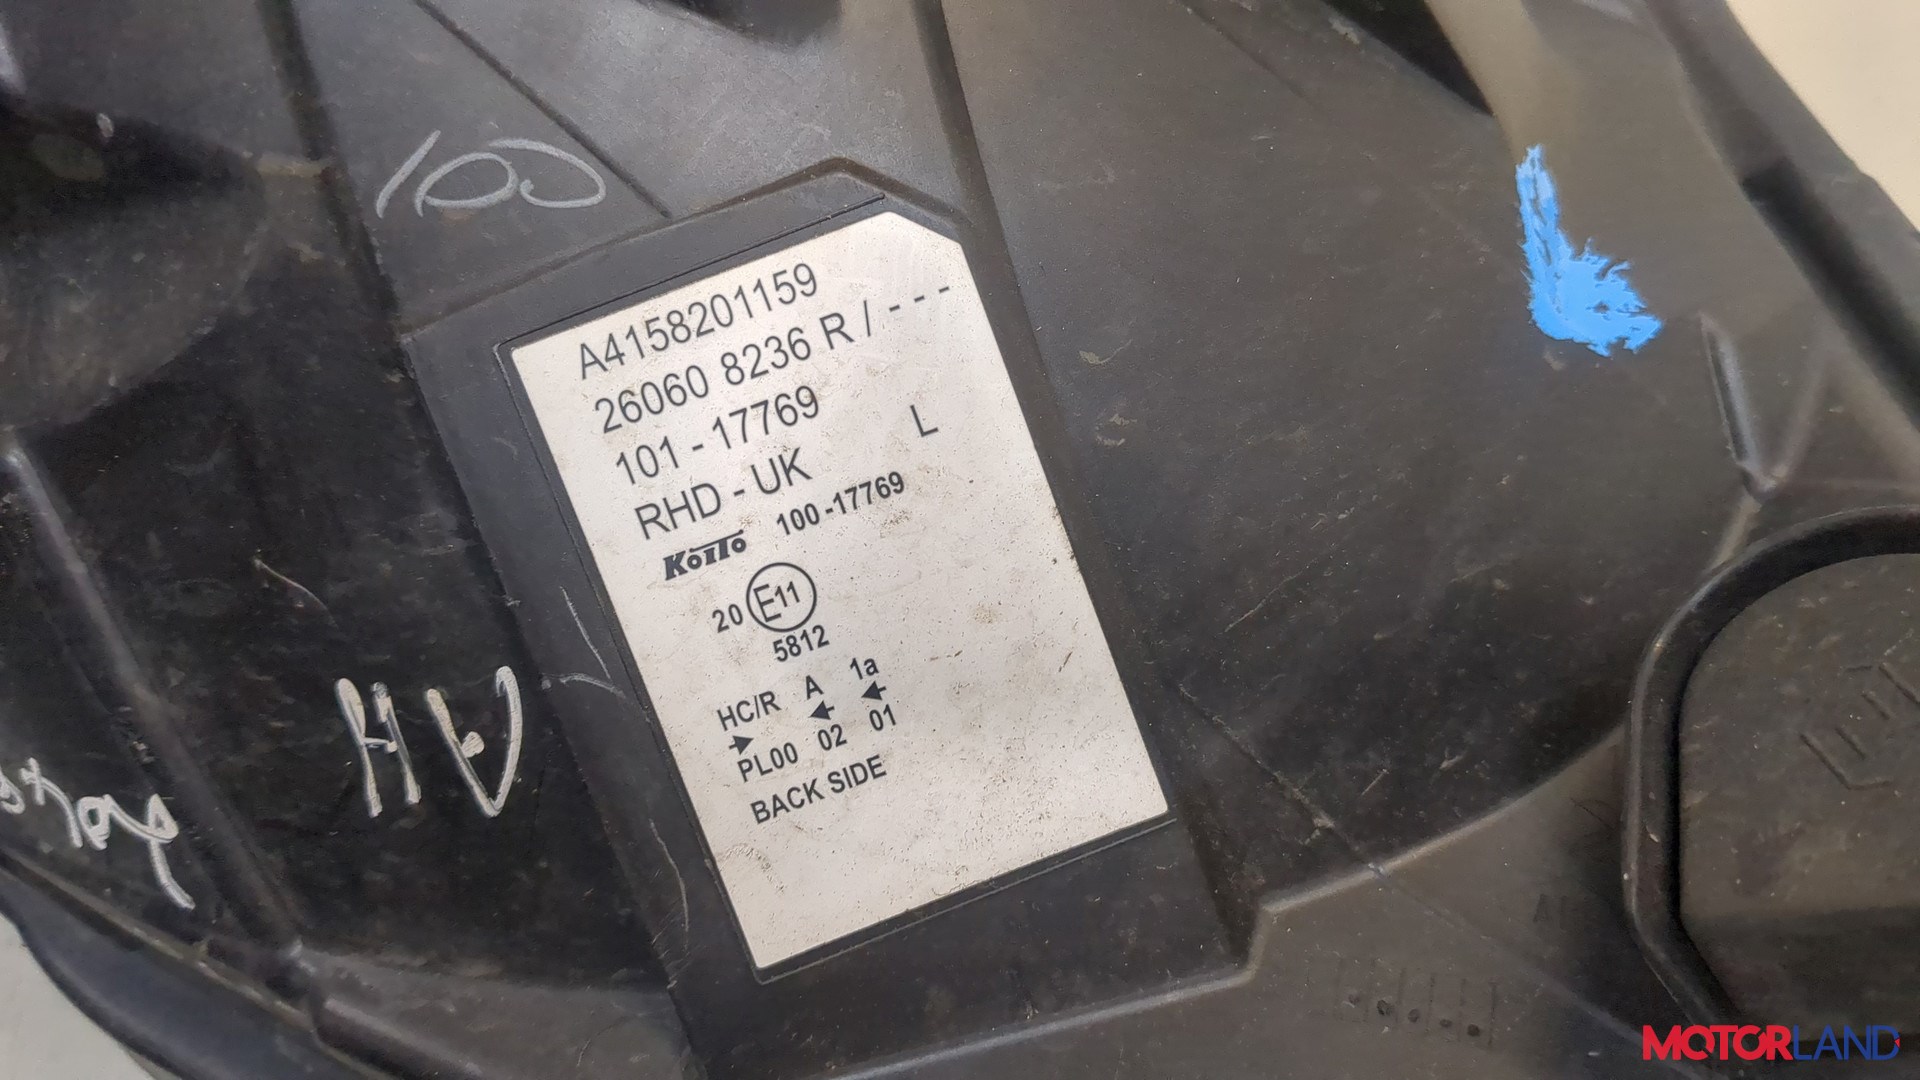 100
A4158201159
26060 8236 R / - - -
101 - 17769
RHD - UK L
KOITO 100-17769
20 E11
5812
HC/R A 1a
PL00 02 01
BACK SIDE
MOTORLAND